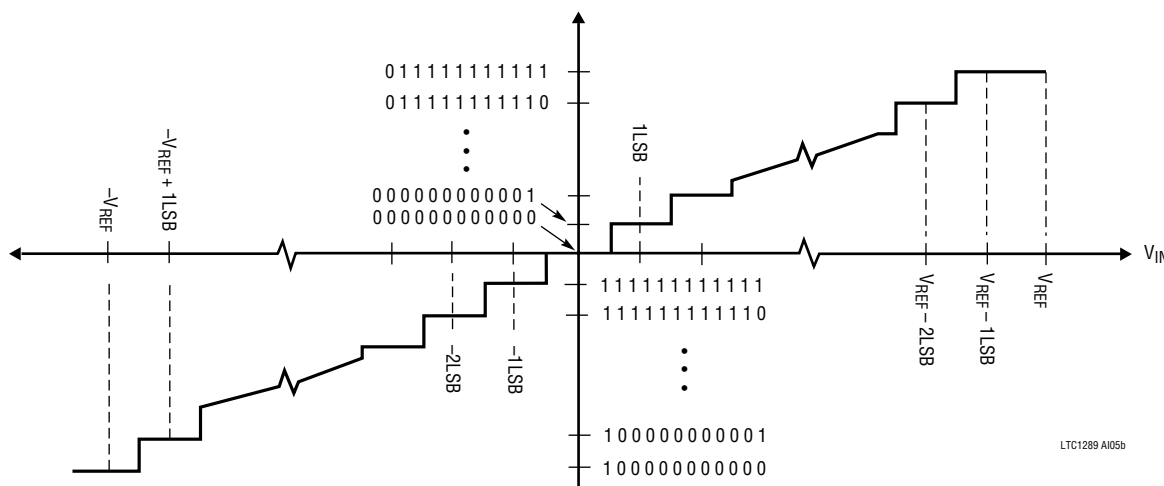 011111111111
011111111110
000000000001
000000000000
1LSB
–VREF
–VREF + 1LSB
VIN
111111111111
111111111110
–2LSB
–1LSB
VREF – 2LSB
VREF – 1LSB
VREF
100000000001
100000000000
LTC1289 AI05b